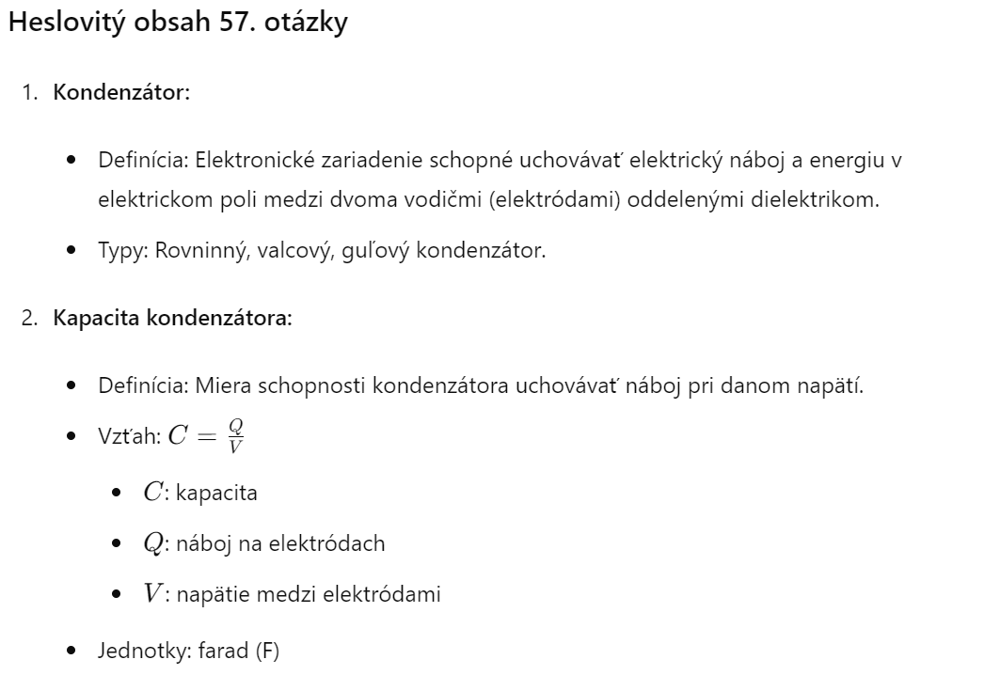 Heslovitý obsah 57. otázky
1. Kondenzátor:
• Definícia: Elektronické zariadenie schopné uchovávať elektrický náboj a energiu v
elektrickom poli medzi dvoma vodičmi (elektródami) oddelenými dielektrikom.
• Typy: Rovninný, valcový, guľový kondenzátor.
2. Kapacita kondenzátora:
• Definícia: Miera schopnosti kondenzátora uchovávať náboj pri danom napätí.
• Vzťah: $C = \frac{Q}{V}$
• C: kapacita
• Q: náboj na elektródach
• V: napätie medzi elektródami
• Jednotky: farad (F)